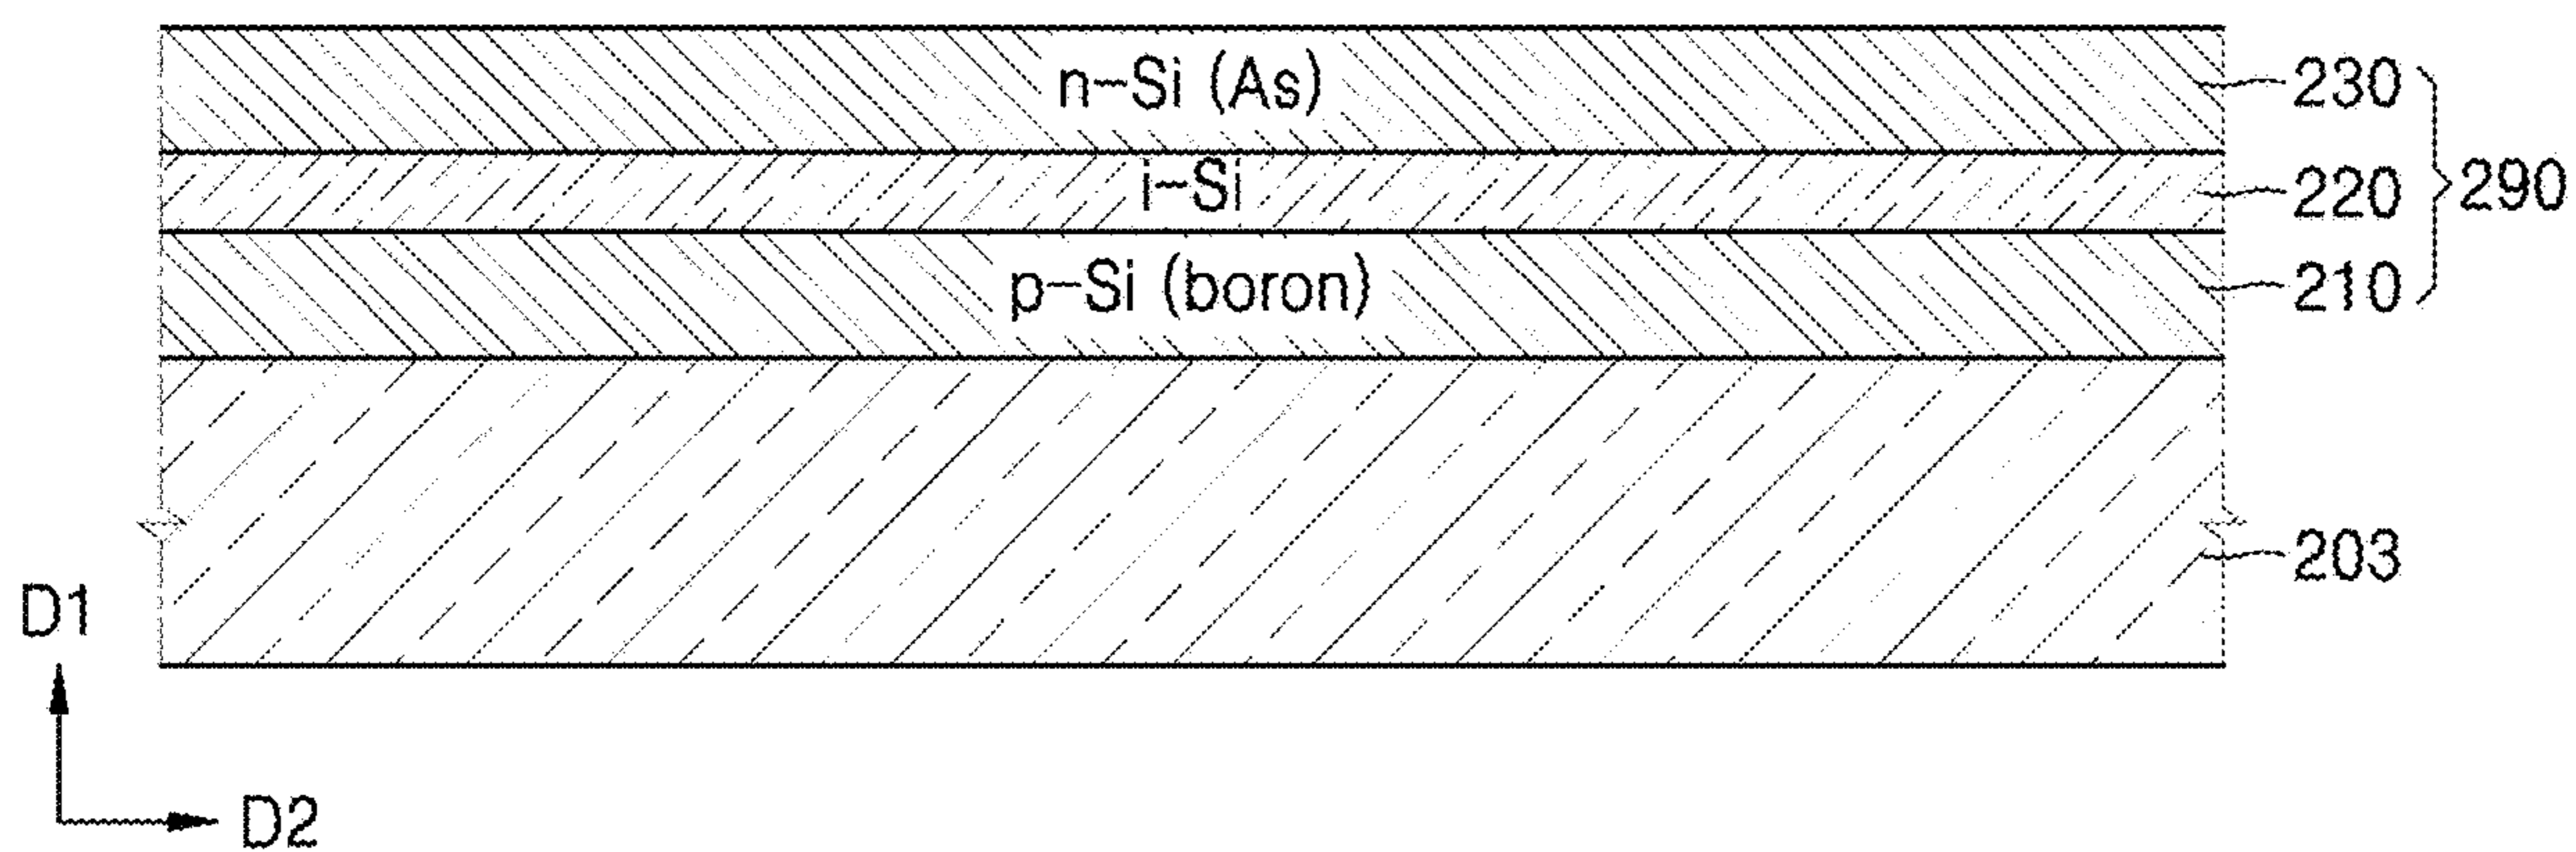 n-Si (As)
230
i-Si
220
290
p-Si (boron)
210
203
D1
D2